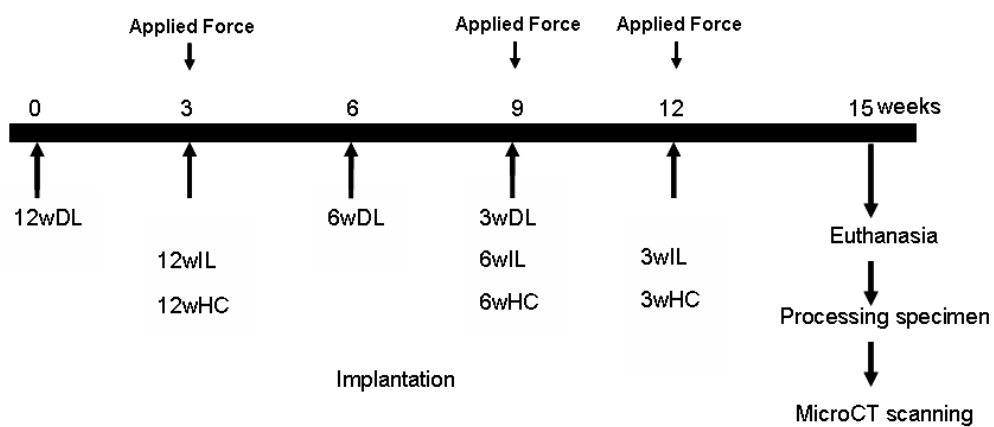 Applied Force Applied Force Applied Force
0 3 6 9 12 15 weeks
12wDL 6wDL 3wDL
Euthanasia
12wIL 6wIL 3wIL
12wHC 6wHC 3wHC
Processing specimen
Implantation
MicroCT scanning